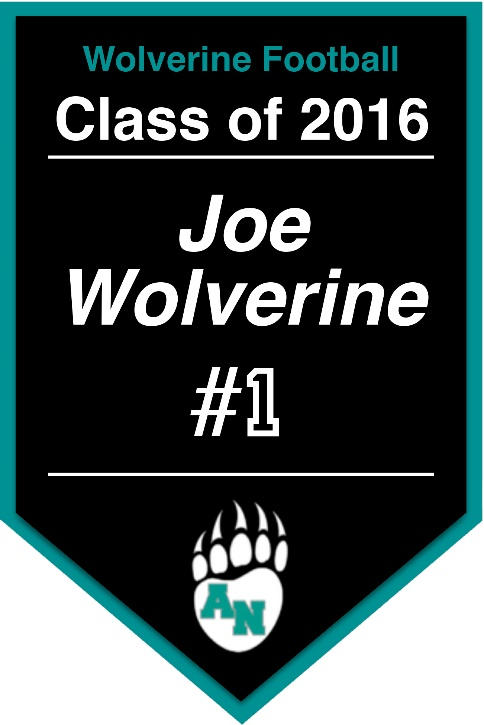 Wolverine Football
Class of 2016
Joe
Wolverine
#1
AN